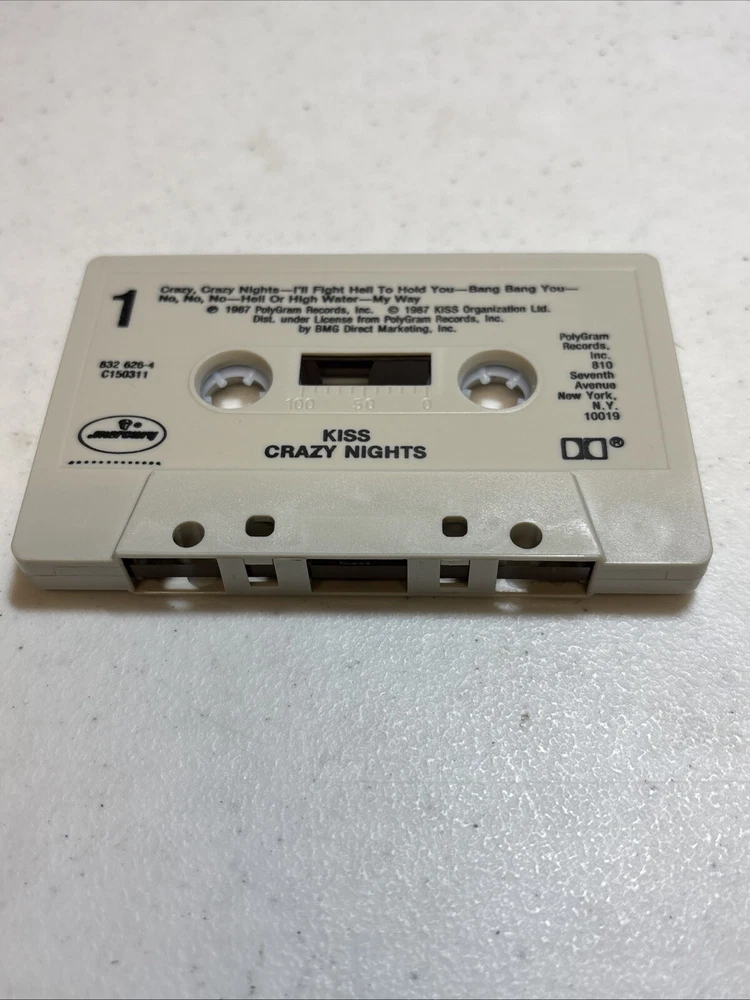 1
Crazy, Crazy Nights—I'll Fight Hell To Hold You—Bang Bang You—
No, No, No—Hell Or High Water—My Way
℗ 1987 PolyGram Records, Inc. © 1987 KISS Organization Ltd.
Dist. under License from PolyGram Records, Inc.
by BMG Direct Marketing, Inc.
832 626-4
C150311
PolyGram
Records,
Inc.
810
Seventh
Avenue
New York,
N.Y.
10019
100 50 0
mercury
KISS
CRAZY NIGHTS
®